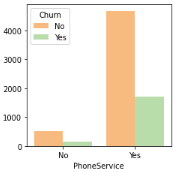 Churn
No
Yes
4000
3000
2000
1000
0
No Yes
PhoneService